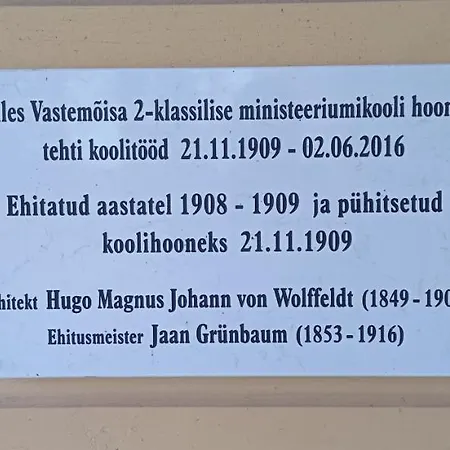 les Vastemõisa 2-klassilise ministeeriumikooli hoon
tehti koolitööd 21.11.1909 - 02.06.2016
Ehitatud aastatel 1908 - 1909 ja pühitsetud
koolihooneks 21.11.1909
hitekt Hugo Magnus Johann von Wolffeldt (1849 - 190
Ehitusmeister Jaan Grünbaum (1853 - 1916)